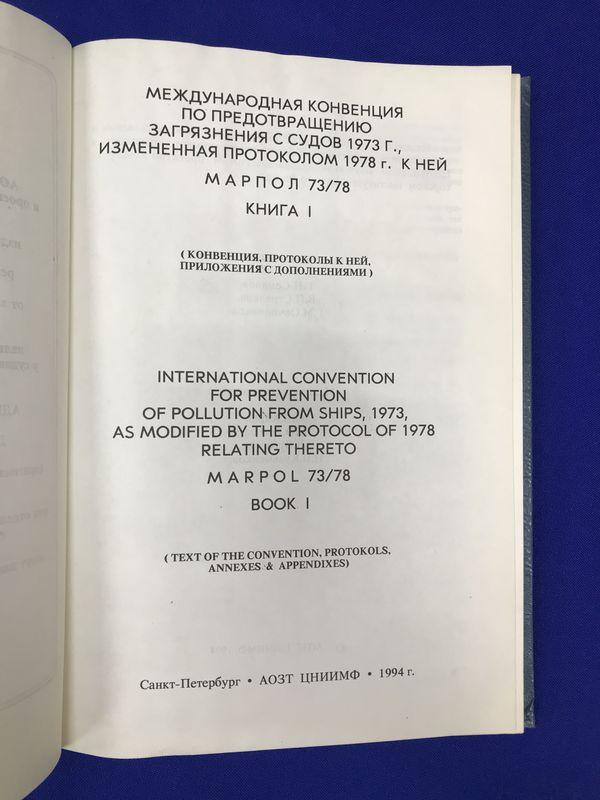 МЕЖДУНАРОДНАЯ КОНВЕНЦИЯ
ПО ПРЕДОТВРАЩЕНИЮ
ЗАГРЯЗНЕНИЯ С СУДОВ 1973 Г.,
ИЗМЕНЕННАЯ ПРОТОКОЛОМ 1978 г. К НЕЙ
МАРПОЛ 73/78
КНИГА I
( КОНВЕНЦИЯ, ПРОТОКОЛЫ К НЕЙ,
ПРИЛОЖЕНИЯ С ДОПОЛНЕНИЯМИ )
INTERNATIONAL CONVENTION
FOR PREVENTION
OF POLLUTION FROM SHIPS, 1973,
AS MODIFIED BY THE PROTOCOL OF 1978
RELATING THERETO
MARPOL 73/78
BOOK I
( TEXT OF THE CONVENTION, PROTOKOLS,
ANNEXES & APPENDIXES)
Санкт-Петербург • АОЗТ ЦНИИМФ • 1994 г.